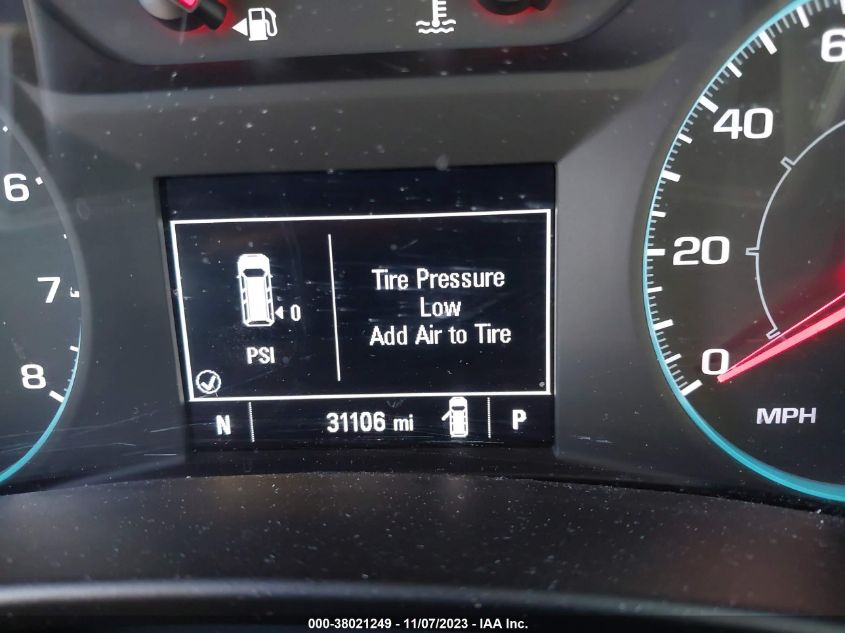 6
40
6
20
7
0
Tire Pressure
Low
Add Air to Tire
PSI
8
0
N
31106 mi
P
MPH
000-38021249 - 11/07/2023 - IAA Inc.